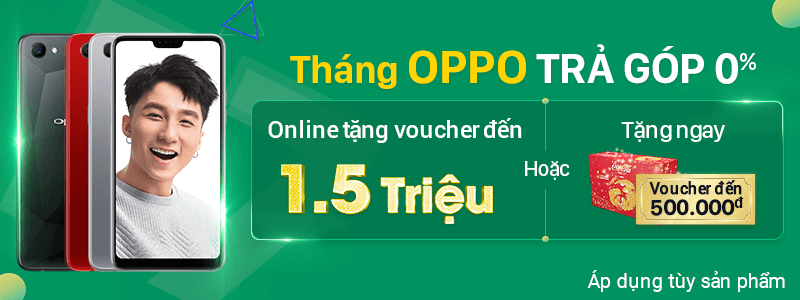 Tháng OPPO TRẢ GÓP 0%
Online tặng voucher đến
1.5 Triệu
Hoặc
Tặng ngay
Voucher đến
500.000đ
Áp dụng tùy sản phẩm